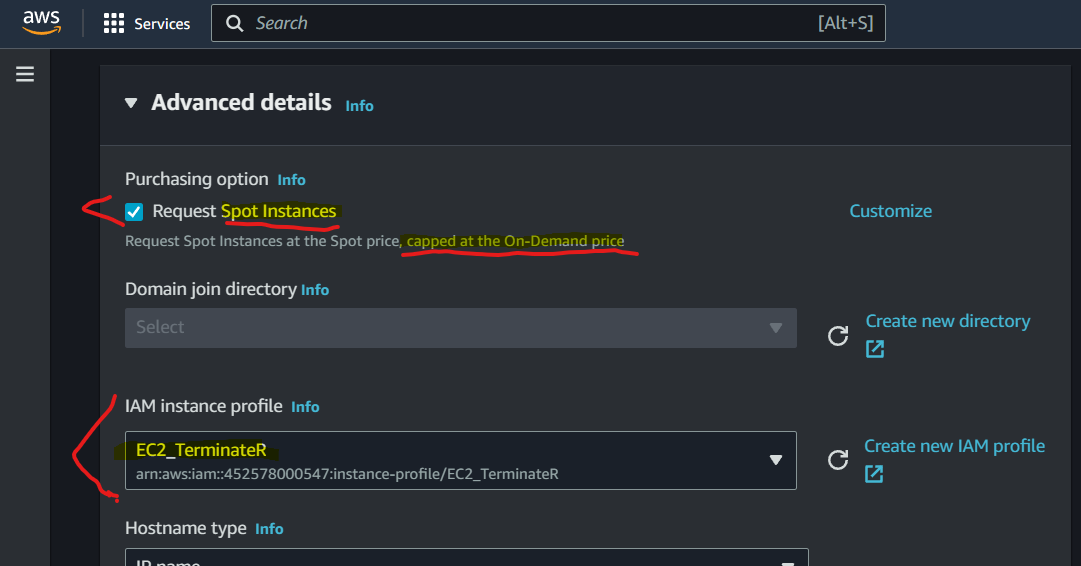 aws
Services
Search
[Alt+S]
Advanced details Info
Purchasing option Info
Request Spot Instances
Customize
Request Spot Instances at the Spot price, capped at the On-Demand price
Domain join directory Info
Select
Create new directory
IAM instance profile Info
EC2_TerminateR
arn:aws:iam::452578000547:instance-profile/EC2_TerminateR
Create new IAM profile
Hostname type Info
IP name